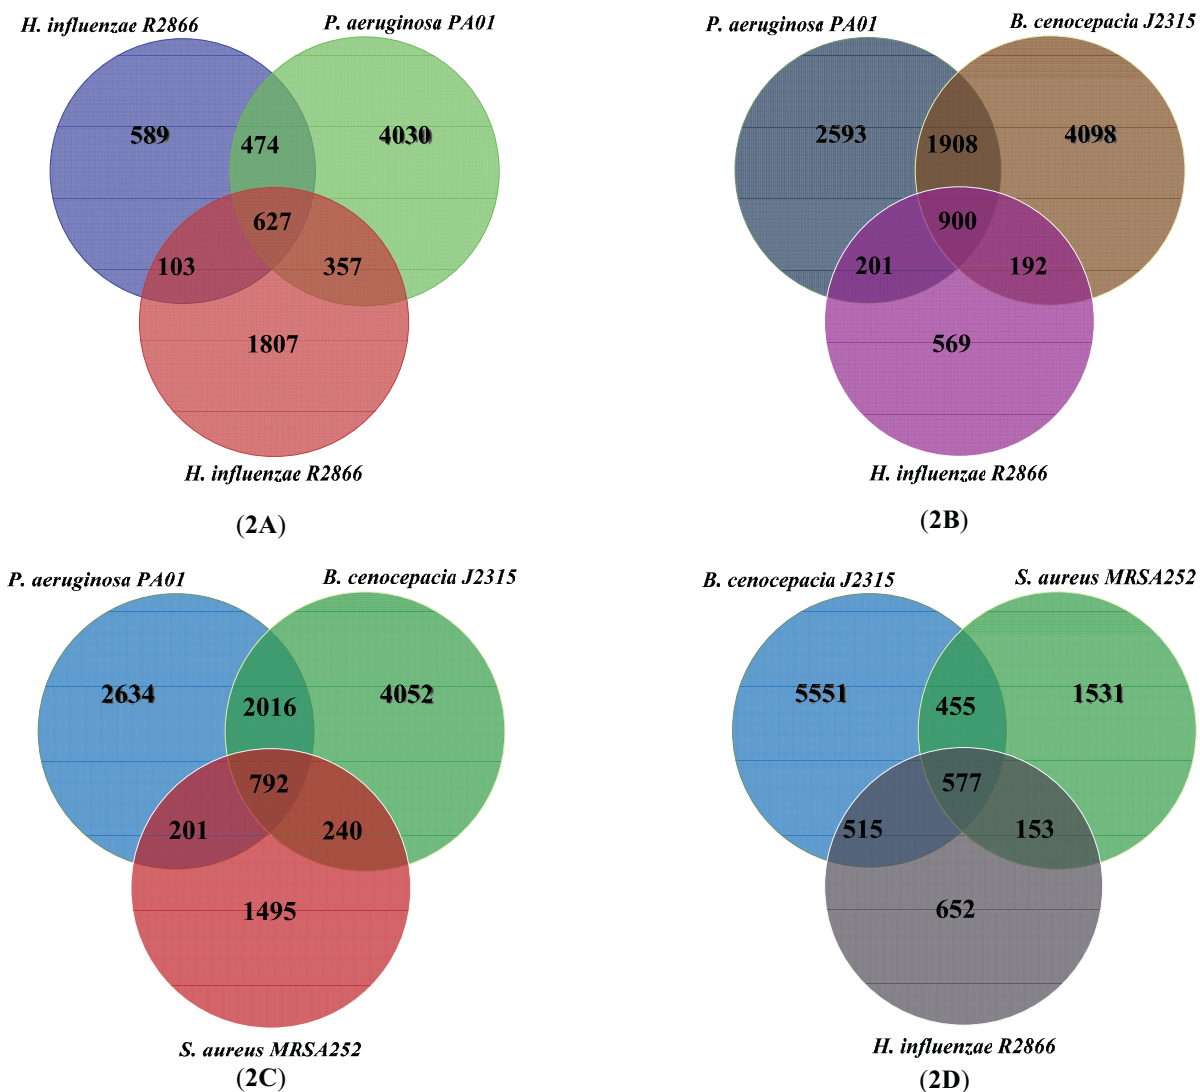 H. influenzae R2866
P. aeruginosa PA01
589
474
4030
627
103
357
1807
H. influenzae R2866
(2A)
P. aeruginosa PA01
B. cenocepacia J2315
2593
1908
4098
900
201
192
569
H. influenzae R2866
(2B)
P. aeruginosa PA01
B. cenocepacia J2315
2634
2016
4052
792
201
240
1495
S. aureus MRSA252
(2C)
B. cenocepacia J2315
S. aureus MRSA252
5551
455
1531
577
515
153
652
H. influenzae R2866
(2D)